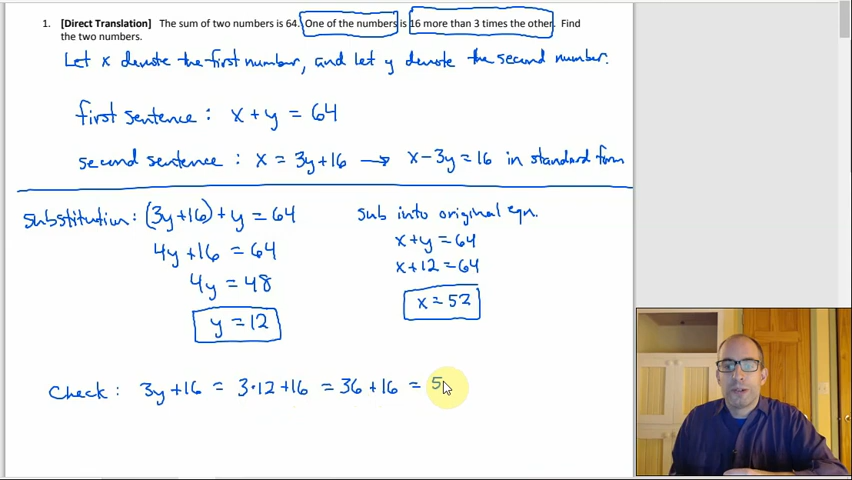 1. [Direct Translation] The sum of two numbers is 64. One of the numbers is 16 more than 3 times the other. Find
the two numbers.
Let x denote the first number, and let y denote the second number.
first sentence: x + y = 64
second sentence: x = 3y+16 → x-3y = 16 in standard form
substitution: (3y+16) + y = 64
4y + 16 = 64
4y = 48
y = 12
sub into original eqn.
x+y = 64
x+12 = 64
x = 52
Check: 3y+16 = 3·12+16 = 36 +16 = 5